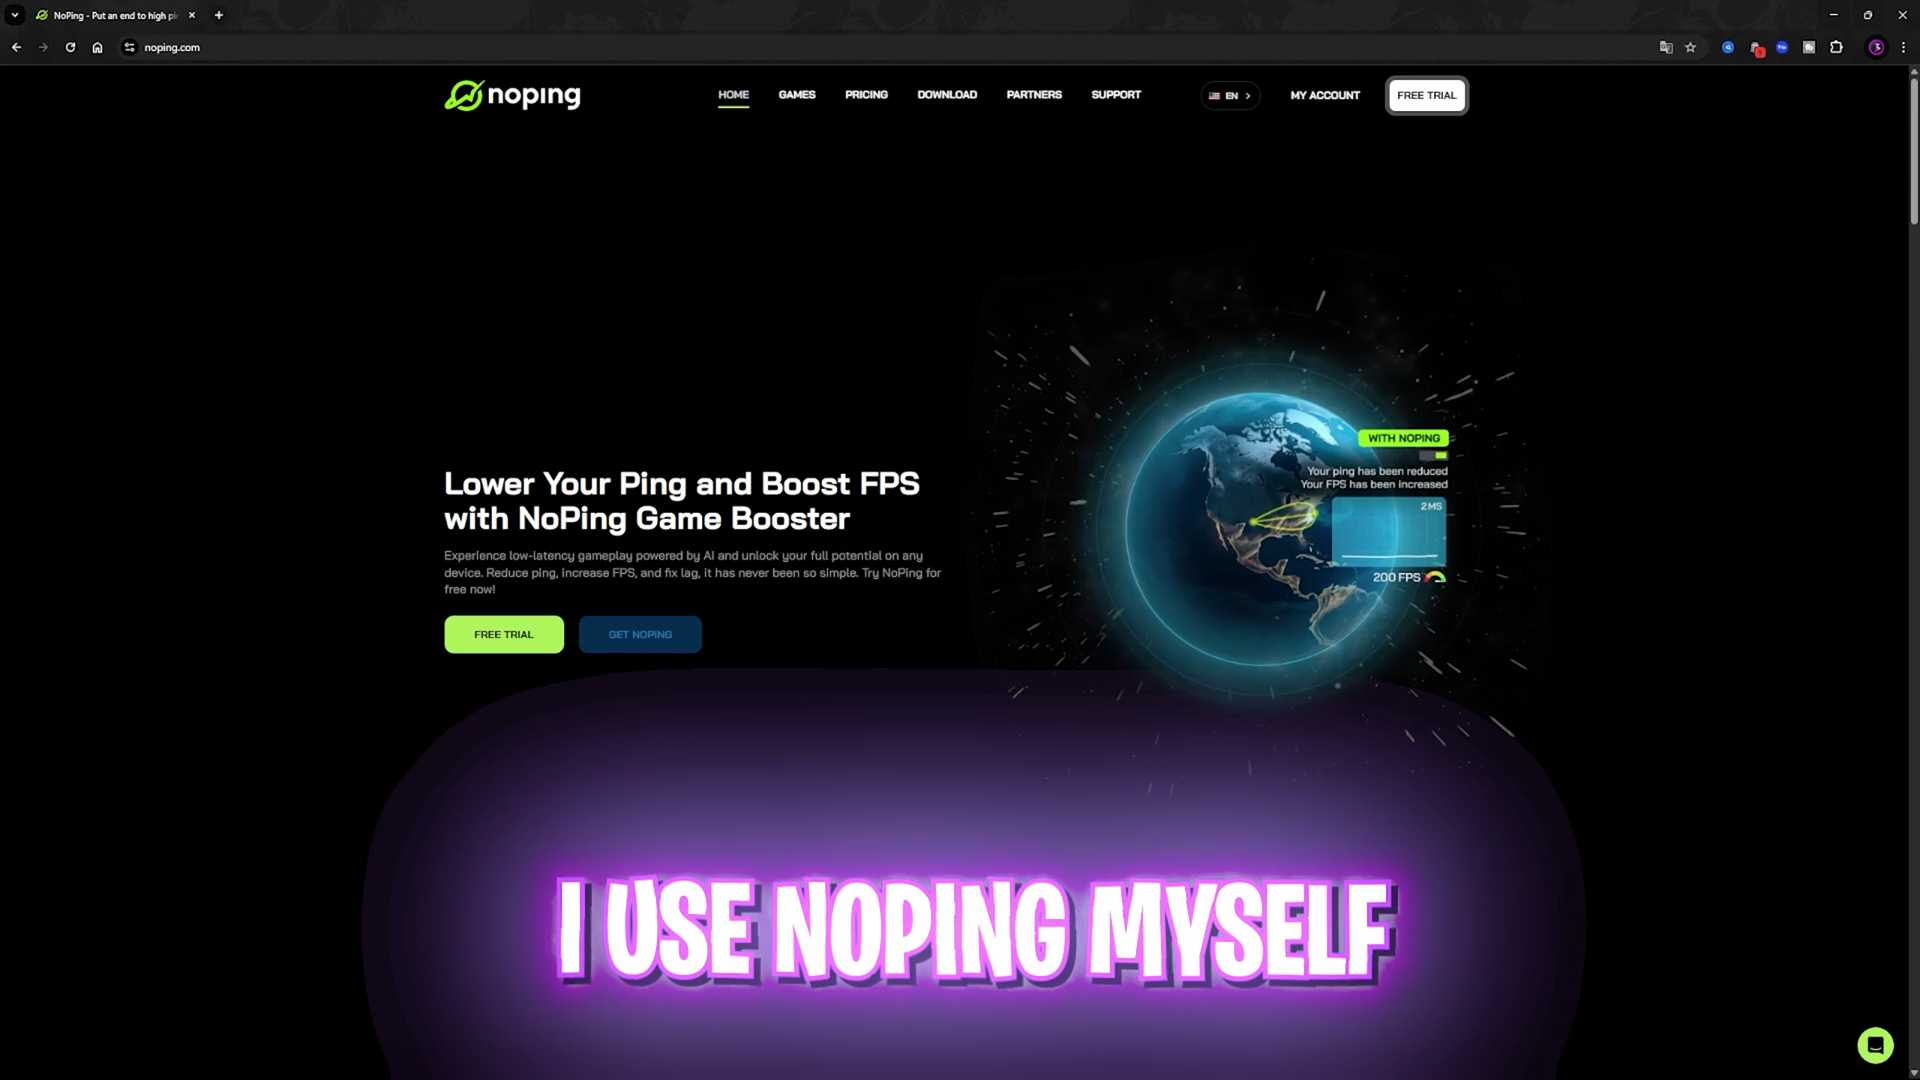 NoPing - Put an end to high pi
noping.com
noping
HOME
GAMES
PRICING
DOWNLOAD
PARTNERS
SUPPORT
EN
MY ACCOUNT
FREE TRIAL
WITH NOPING
Your ping has been reduced
Your FPS has been increased
2MS
200 FPS
Lower Your Ping and Boost FPS
with NoPing Game Booster
Experience low-latency gameplay powered by AI and unlock your full potential on any
device. Reduce ping, increase FPS, and fix lag, it has never been so simple. Try NoPing for
free now!
FREE TRIAL
GET NOPING
I USE NOPING MYSELF